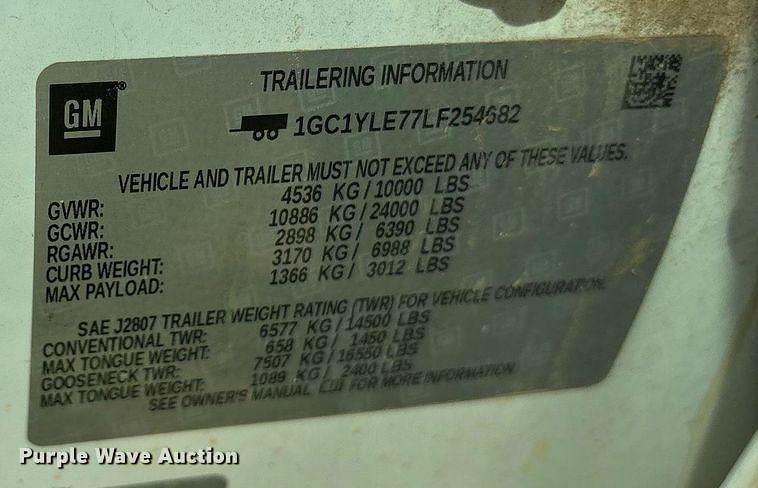 GM®
TRAILERING INFORMATION
1GC1YLE77LF254682
VEHICLE AND TRAILER MUST NOT EXCEED ANY OF THESE VALUES.
GVWR: 4536 KG/10000 LBS
GCWR: 10886 KG/24000 LBS
RGAWR: 2898 KG/ 6390 LBS
CURB WEIGHT: 3170 KG/ 6988 LBS
MAX PAYLOAD: 1366 KG/ 3012 LBS
SAE J2807 TRAILER WEIGHT RATING (TWR) FOR VEHICLE CONFIGURATION.
CONVENTIONAL TWR: 6577 KG/14500 LBS
MAX TONGUE WEIGHT: 658 KG/ 1450 LBS
GOOSENECK TWR: 7507 KG/16550 LBS
MAX TONGUE WEIGHT: 1089 KG/ 2400 LBS
SEE OWNER'S MANUAL FOR MORE INFORMATION
Purple Wave Auction